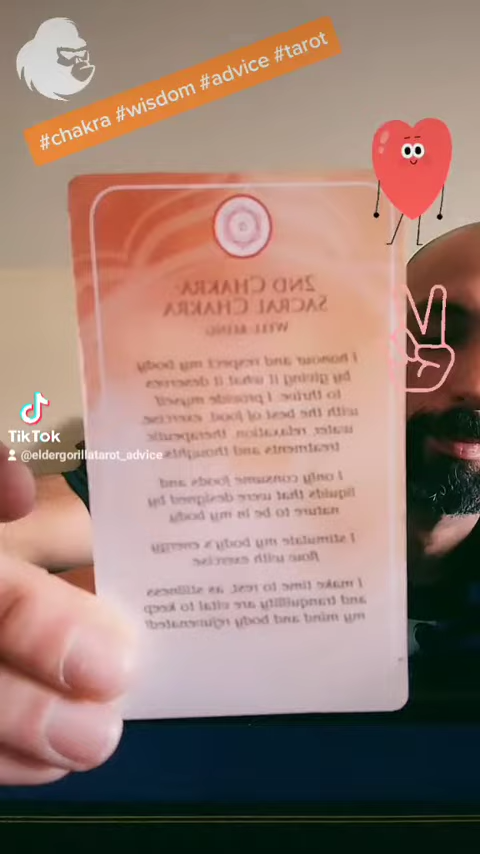 #chakra #wisdom #advice #tarot
2ND CHAKRA
SACRAL CHAKRA
WELL-BEING
I honour and respect my body
by giving it what it deserves
to thrive. I provide myself
with the best of food, exercise,
water, relaxation, therapeutic
treatments and thoughts.
I only consume foods and
liquids that were designed by
nature to be in my body.
I stimulate my body's energy
flow with exercise.
I make time to rest, as stillness
and tranquillity are vital to keep
my mind and body rejuvenated!
TikTok
@eldergorillatarot_advice